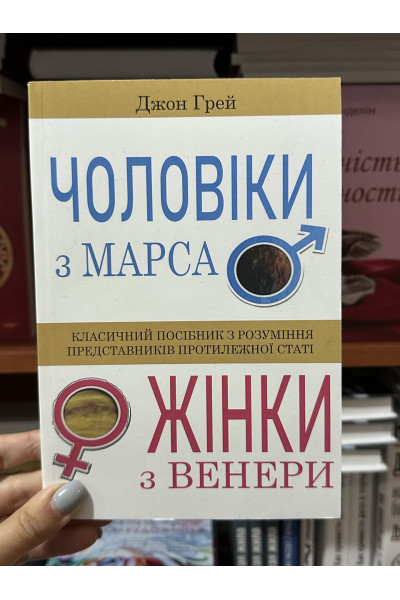 Джон Грей
ЧОЛОВІКИ
з МАРСА
КЛАСИЧНИЙ ПОСІБНИК З РОЗУМІННЯ
ПРЕДСТАВНИКІВ ПРОТИЛЕЖНОЇ СТАТІ
ЖІНКИ
з ВЕНЕРИ